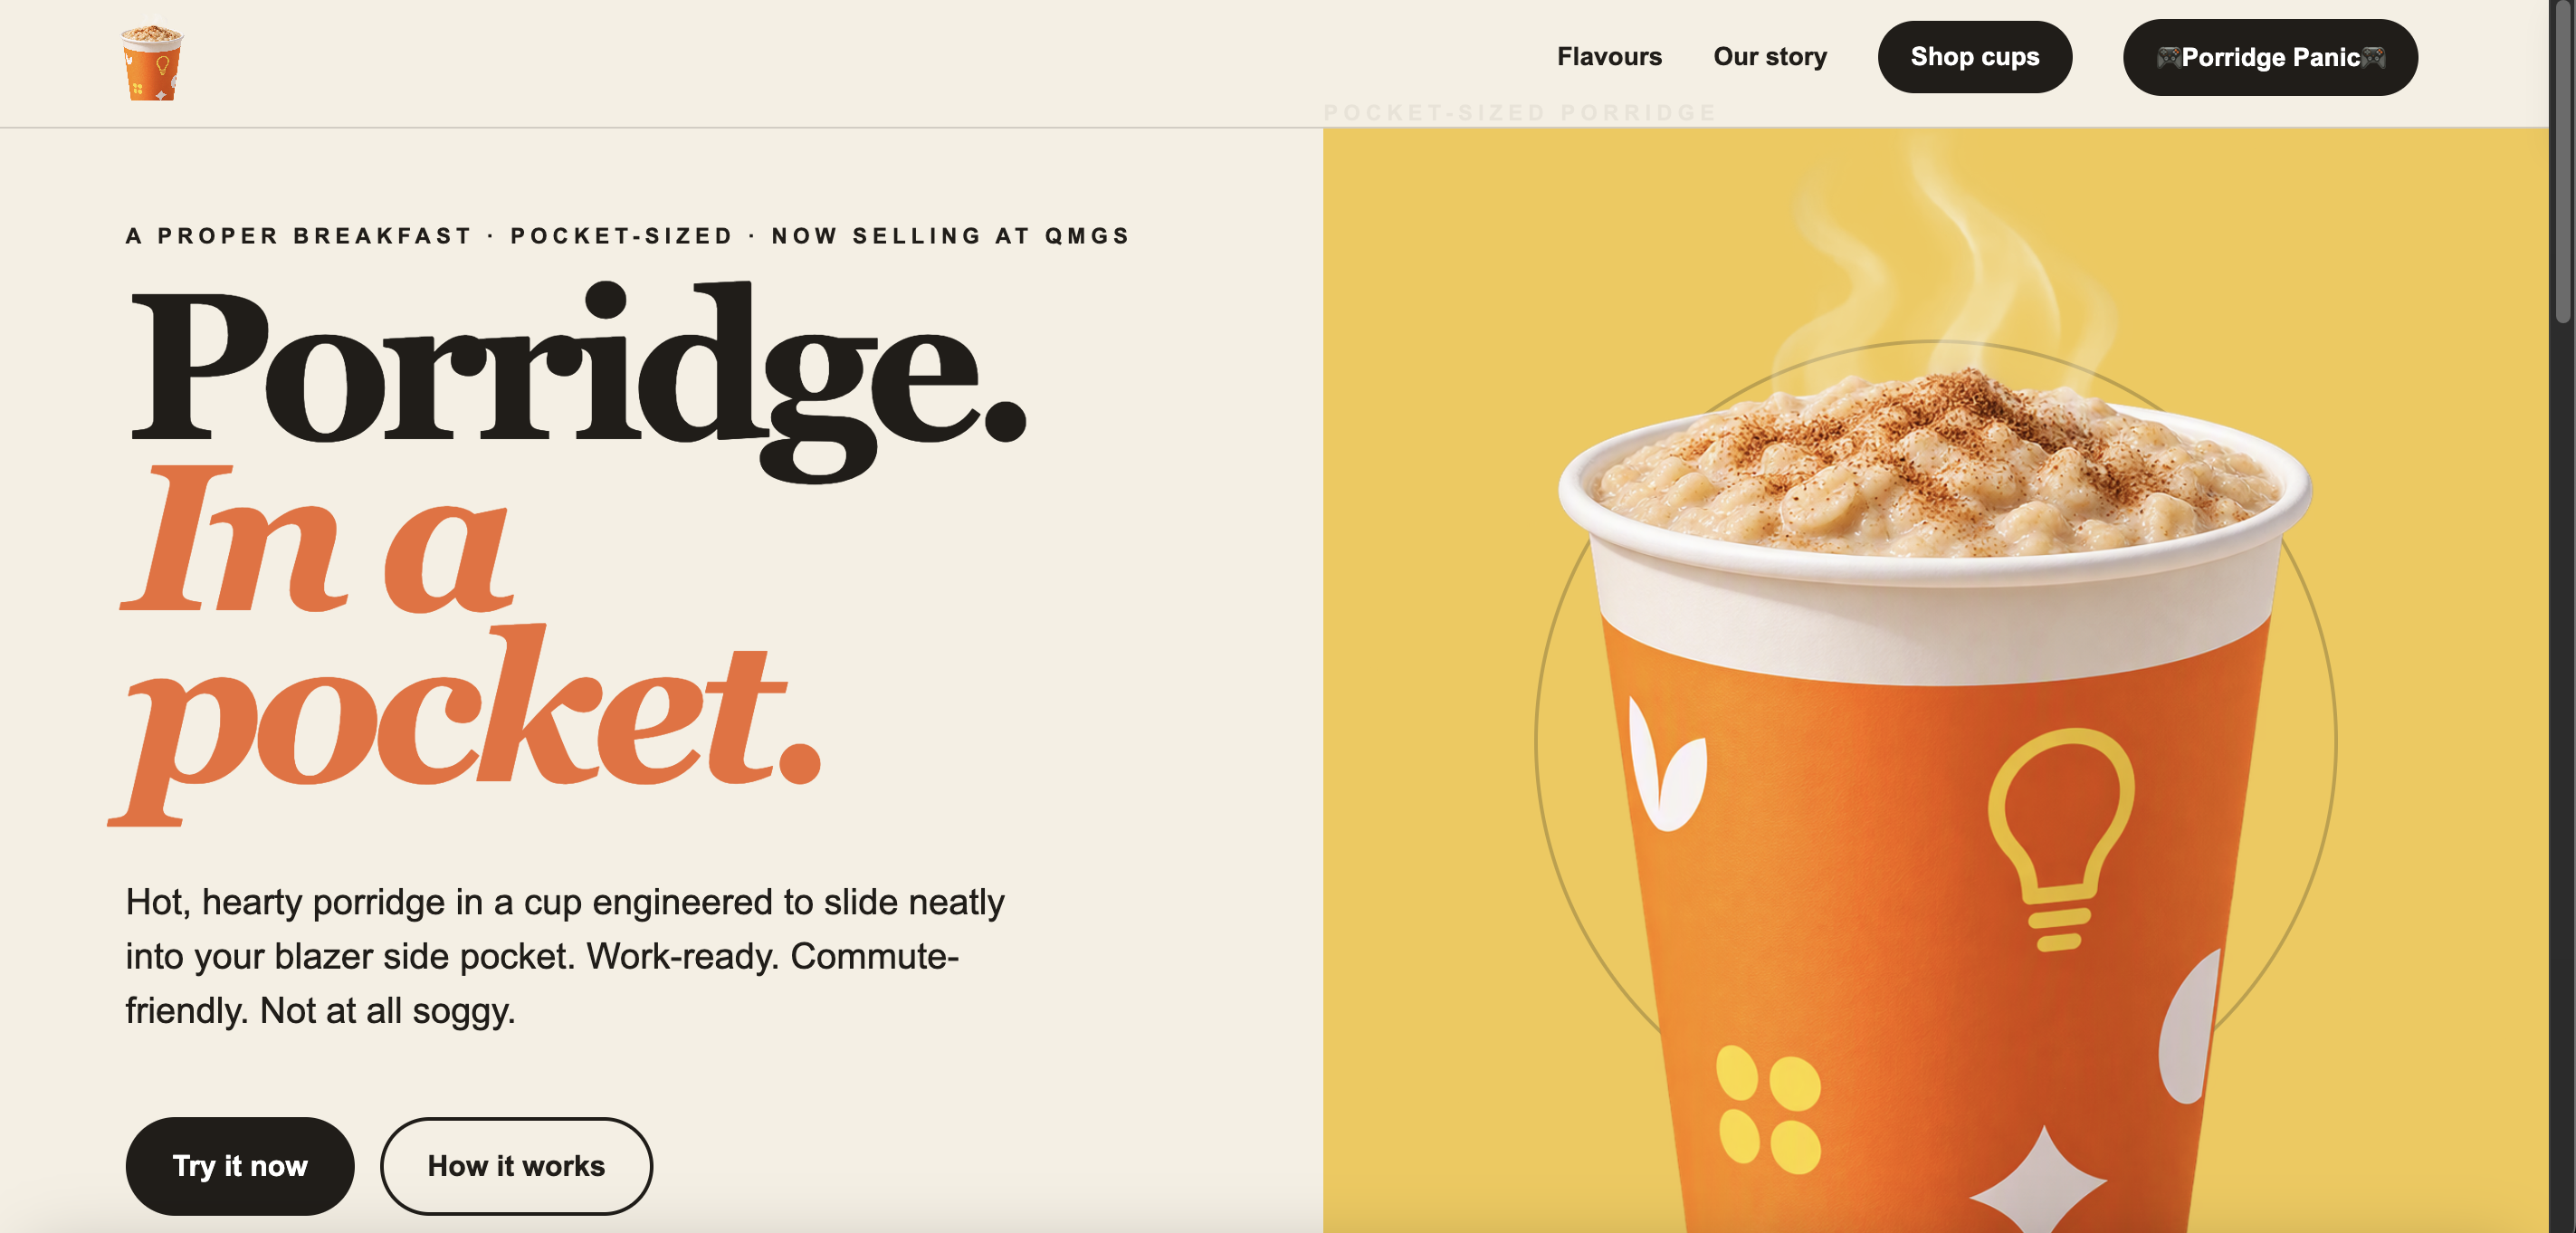 Flavours
Our story
Shop cups
🎮Porridge Panic🎮
POCKET-SIZED PORRIDGE
A PROPER BREAKFAST · POCKET-SIZED · NOW SELLING AT QMGS
Porridge.
In a
pocket.
Hot, hearty porridge in a cup engineered to slide neatly
into your blazer side pocket. Work-ready. Commute-
friendly. Not at all soggy.
Try it now
How it works